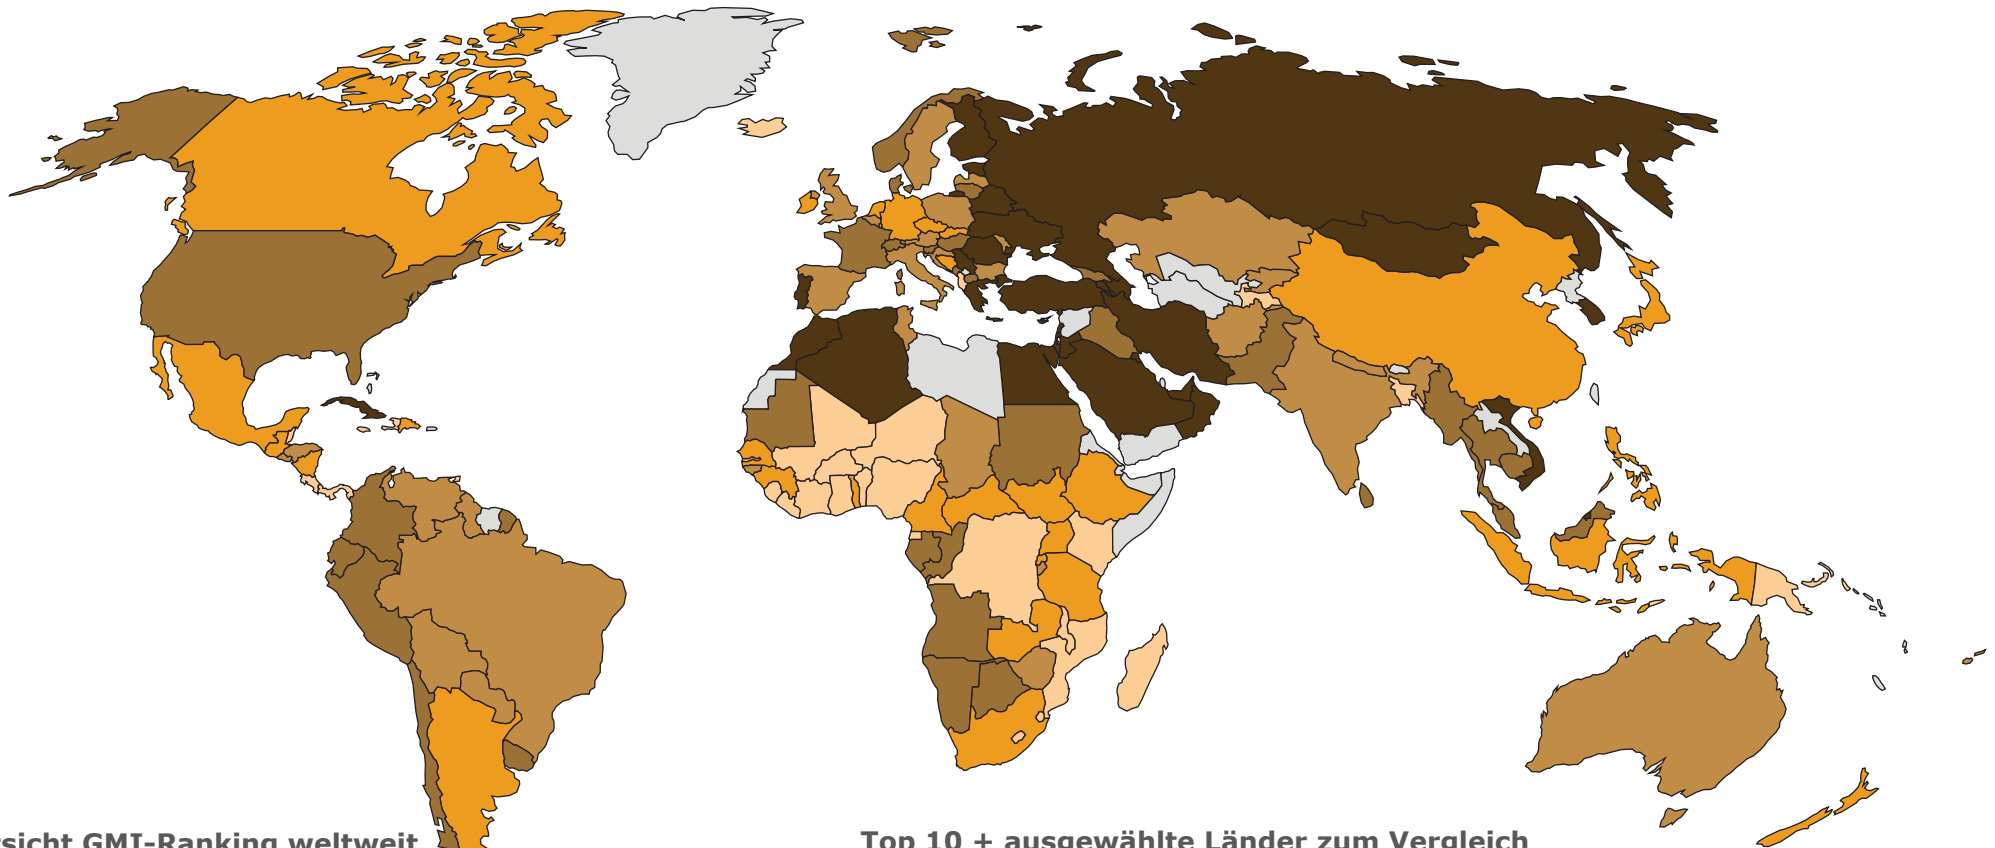 sicht GMI-Ranking weltweit
Top 10 + ausgewählte Länder zum Vergleich